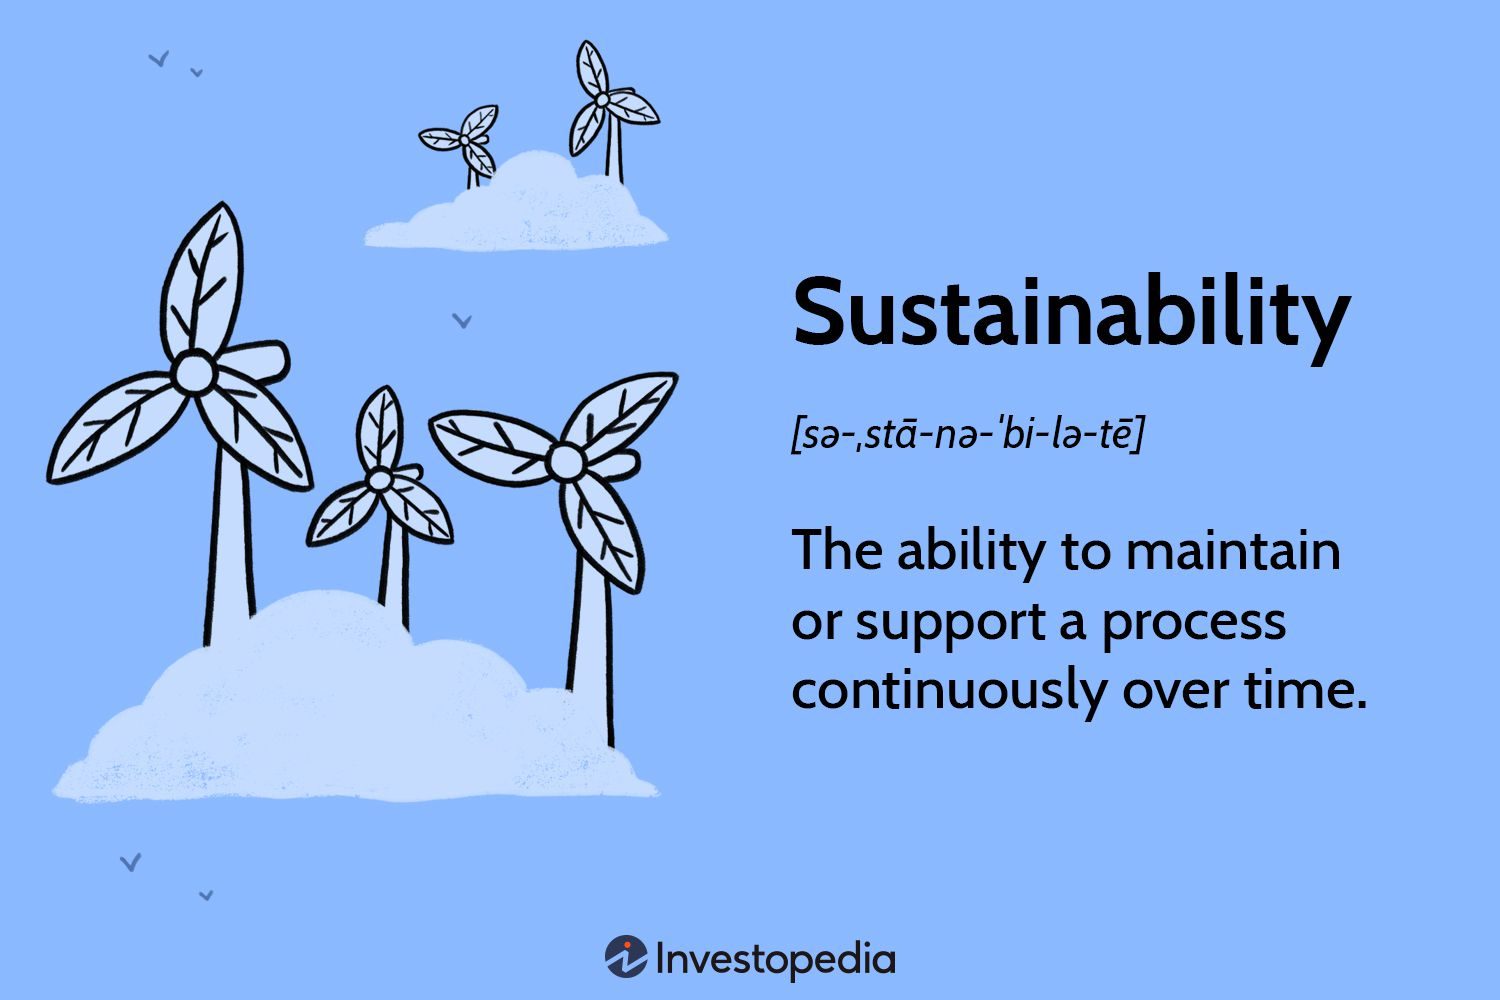 Sustainability
[sə-ˌstā-nə-ˈbi-lə-tē]
The ability to maintain
or support a process
continuously over time.
Investopedia